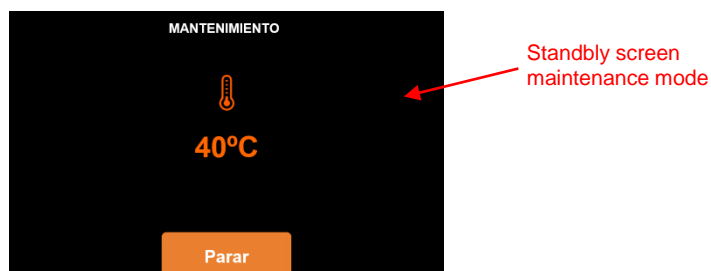 MANTENIMIENTO
Standbly screen
maintenance mode
40ºC
Parar